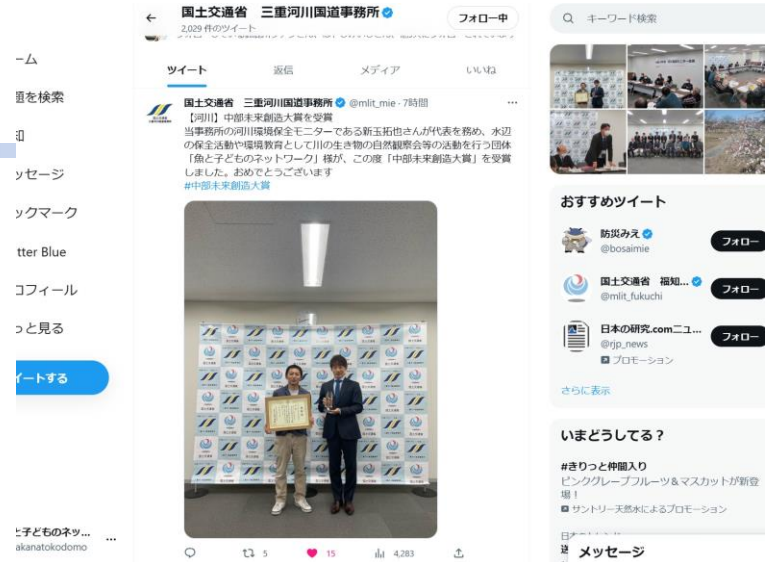 ーム
メッセージ
ックマーク
tter Blue
ロフィール
っと見る
イートする
と子どものネッ...
akanatokodomo
国土交通省 三重河川国道事務所
2,029 件のツイート
フォロー中
ツイート
返信
メディア
いいね
国土交通省 三重河川国道事務所 @mlit_mie · 7時間
【河川】中部未来創造大賞を受賞
当事務所の河川環境保全モニターである新玉拓也さんが代表を務め、水辺
の保全活動や環境教育として川の生き物の自然観察会等の活動を行う団体
「魚と子どものネットワーク」様が、この度「中部未来創造大賞」を受賞
しました。おめでとうございます
#中部未来創造大賞
5
15
4,283
キーワード検索
おすすめツイート
防災みえ
@bosaimie
フォロー
国土交通省 福知...
@mlit_fukuchi
フォロー
日本の研究.comニュ...
@rjp_news
フォロー
プロモーション
さらに表示
いまどうしてる？
#きりっと仲間入り
ピンクグレープフルーツ＆マスカットが新登
場！
サントリー天然水によるプロモーション
メッセージ